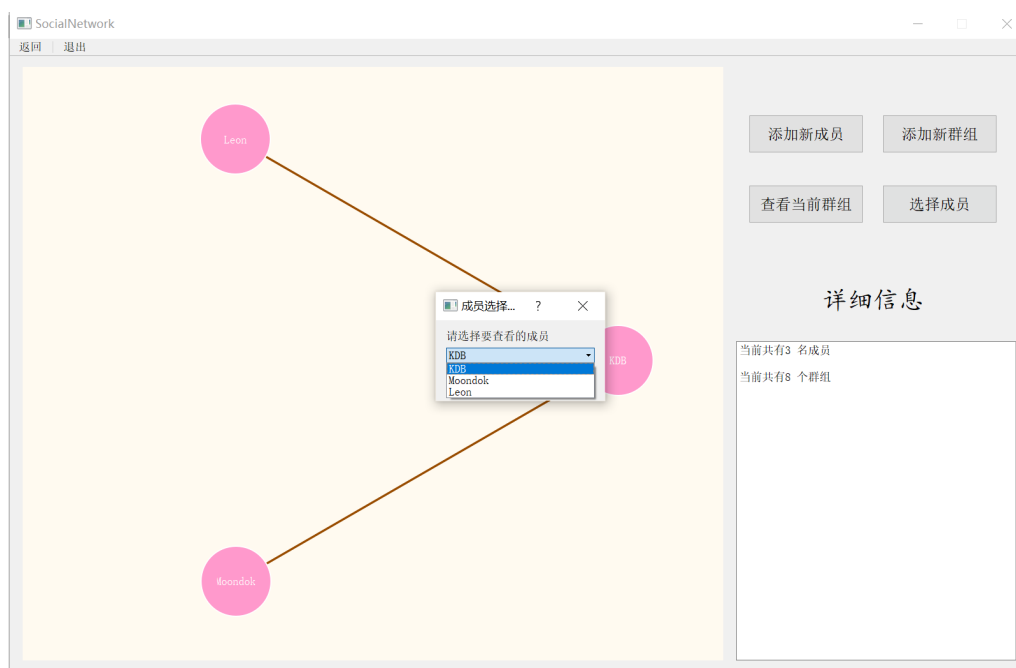 SocialNetwork
返回
退出
Leon
添加新成员
添加新群组
查看当前群组
选择成员
详细信息
成员选择... ?
请选择要查看的成员
KDB
KDB
Moondok
Leon
KDB
当前共有3 名成员
当前共有8 个群组
Moondok